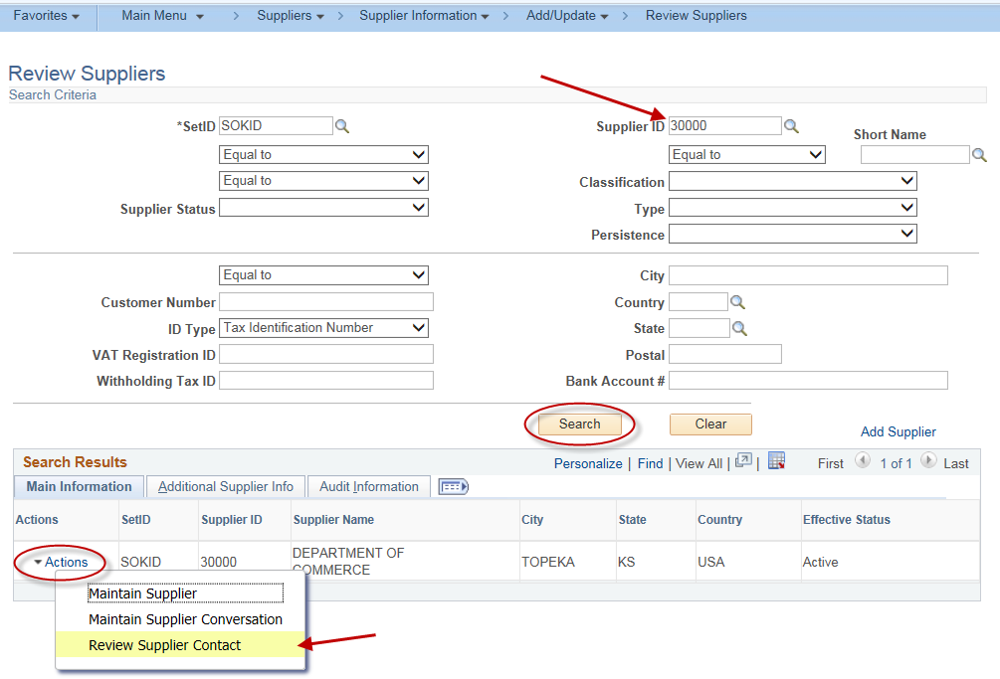 Favorites Main Menu > Suppliers > Supplier Information > Add/Update > Review Suppliers
Review Suppliers
Search Criteria
*SetID SOKID Supplier ID 30000 Short Name
Equal to Equal to
Equal to Classification
Supplier Status Type
Persistence
Equal to City
Customer Number Country
ID Type Tax Identification Number State
VAT Registration ID Postal
Withholding Tax ID Bank Account #
Search Clear Add Supplier
Search Results Personalize | Find | View All | | First 1 of 1 Last
Main Information Additional Supplier Info Audit Information
Actions SetID Supplier ID Supplier Name City State Country Effective Status
Actions SOKID 30000 DEPARTMENT OF COMMERCE TOPEKA KS USA Active
Maintain Supplier
Maintain Supplier Conversation
Review Supplier Contact